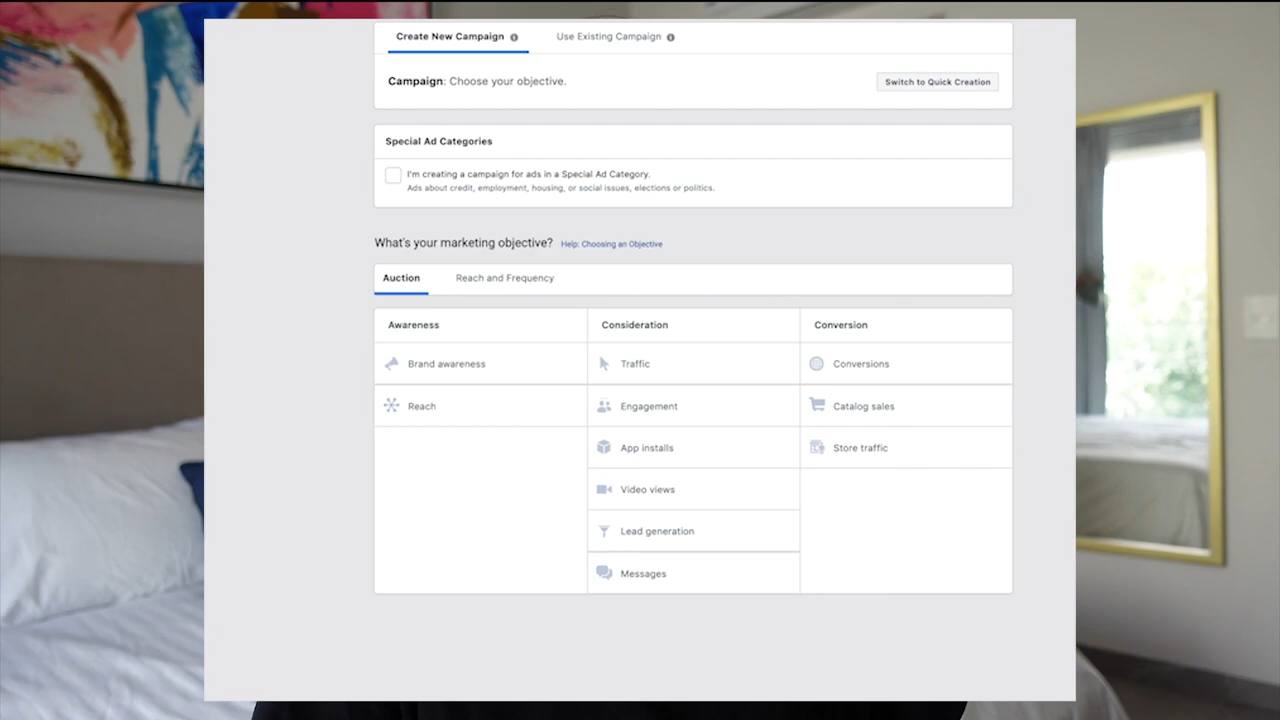 Create New Campaign
Use Existing Campaign
Campaign: Choose your objective.
Switch to Quick Creation
Special Ad Categories
I'm creating a campaign for ads in a Special Ad Category.
Ads about credit, employment, housing, or social issues, elections or politics.
What's your marketing objective? Help: Choosing an Objective
Auction
Reach and Frequency
Awareness
Consideration
Conversion
Brand awareness
Traffic
Conversions
Reach
Engagement
Catalog sales
App installs
Store traffic
Video views
Lead generation
Messages